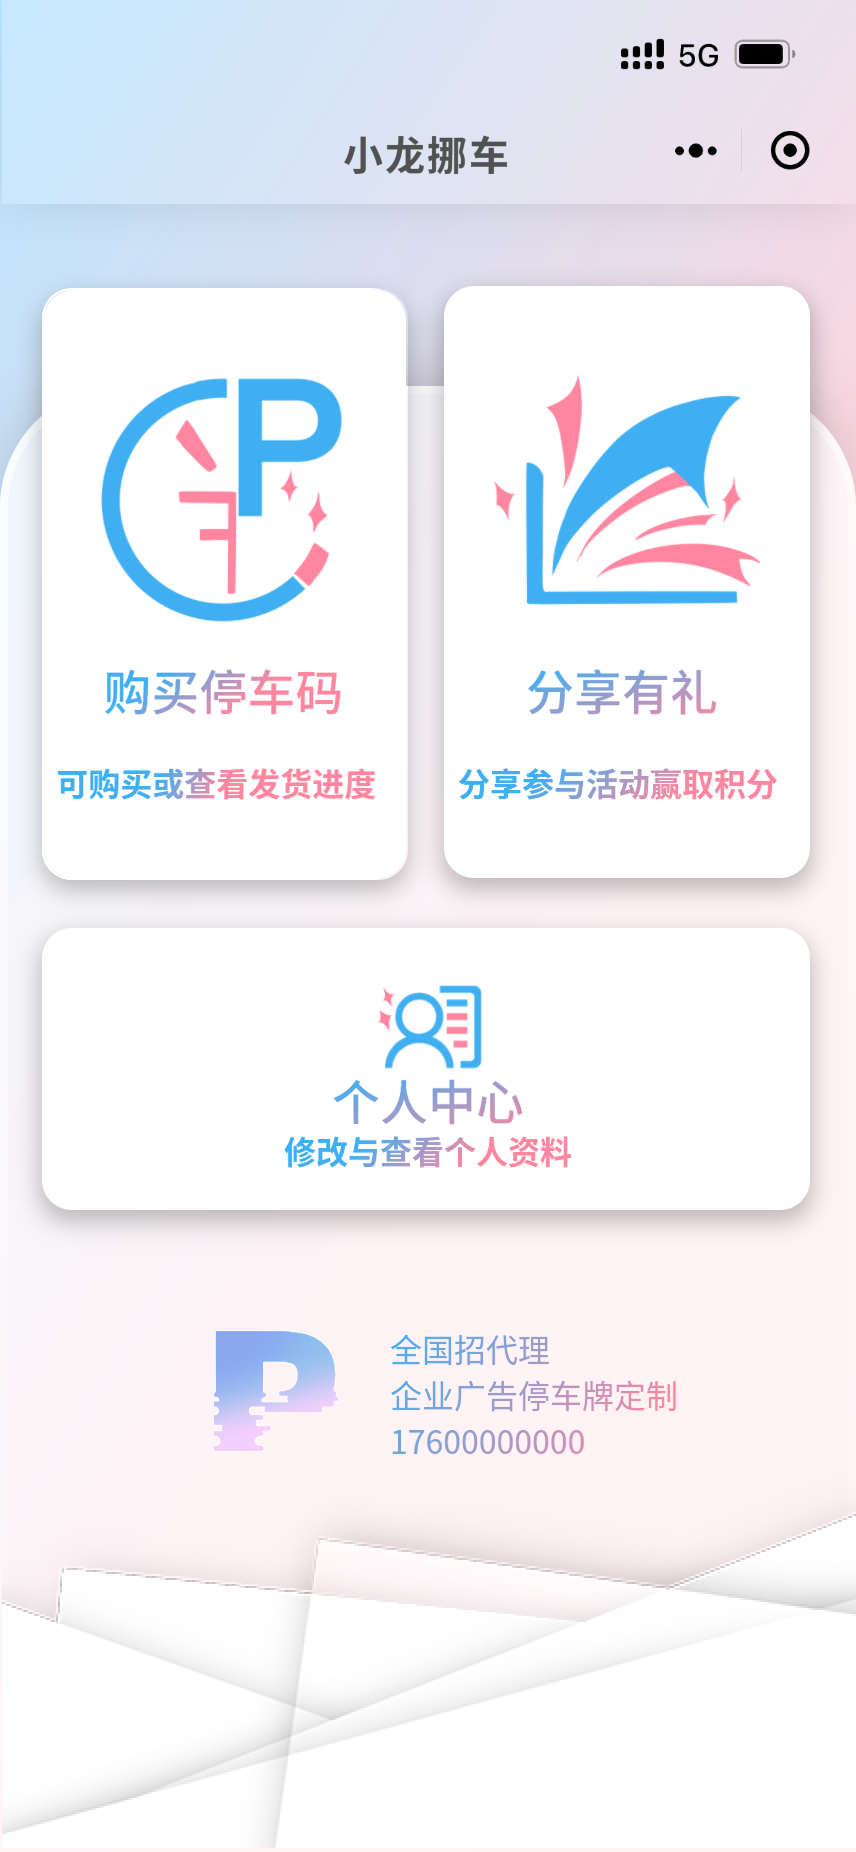 5G
小龙挪车
购买停车码
可购买或查看发货进度
分享有礼
分享参与活动赢取积分
个人中心
修改与查看个人资料
全国招代理
企业广告停车牌定制
17600000000